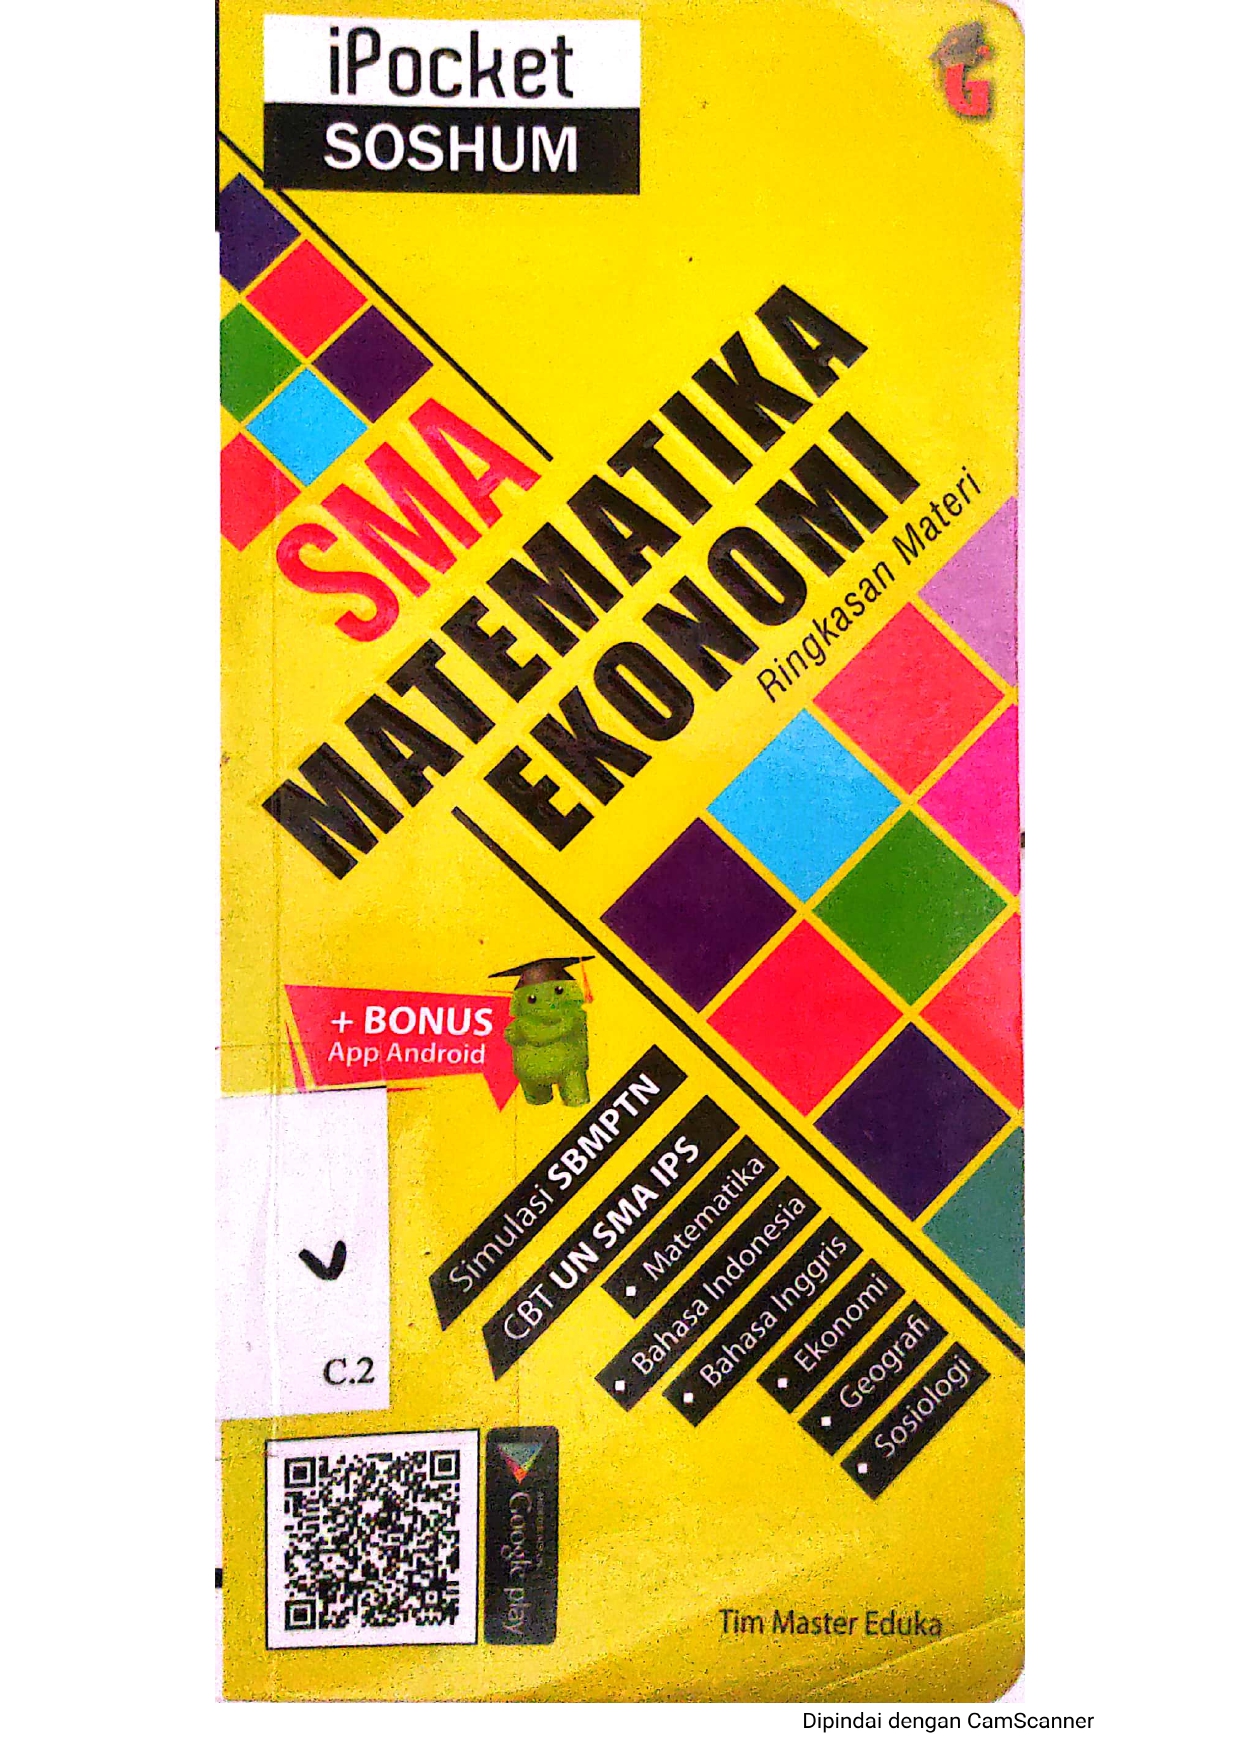 iPocket
SOSHUM
G
SMA
MATEMATIKA
EKONOMI
Ringkasan Materi
+ BONUS
App Android
Simulasi SBMPTN
CBT UN SMA IPS
▪ Matematika
▪ Bahasa Indonesia
▪ Bahasa Inggris
▪ Ekonomi
▪ Geografi
▪ Sosiologi
C.2
Google play
Tim Master Eduka
Dipindai dengan CamScanner